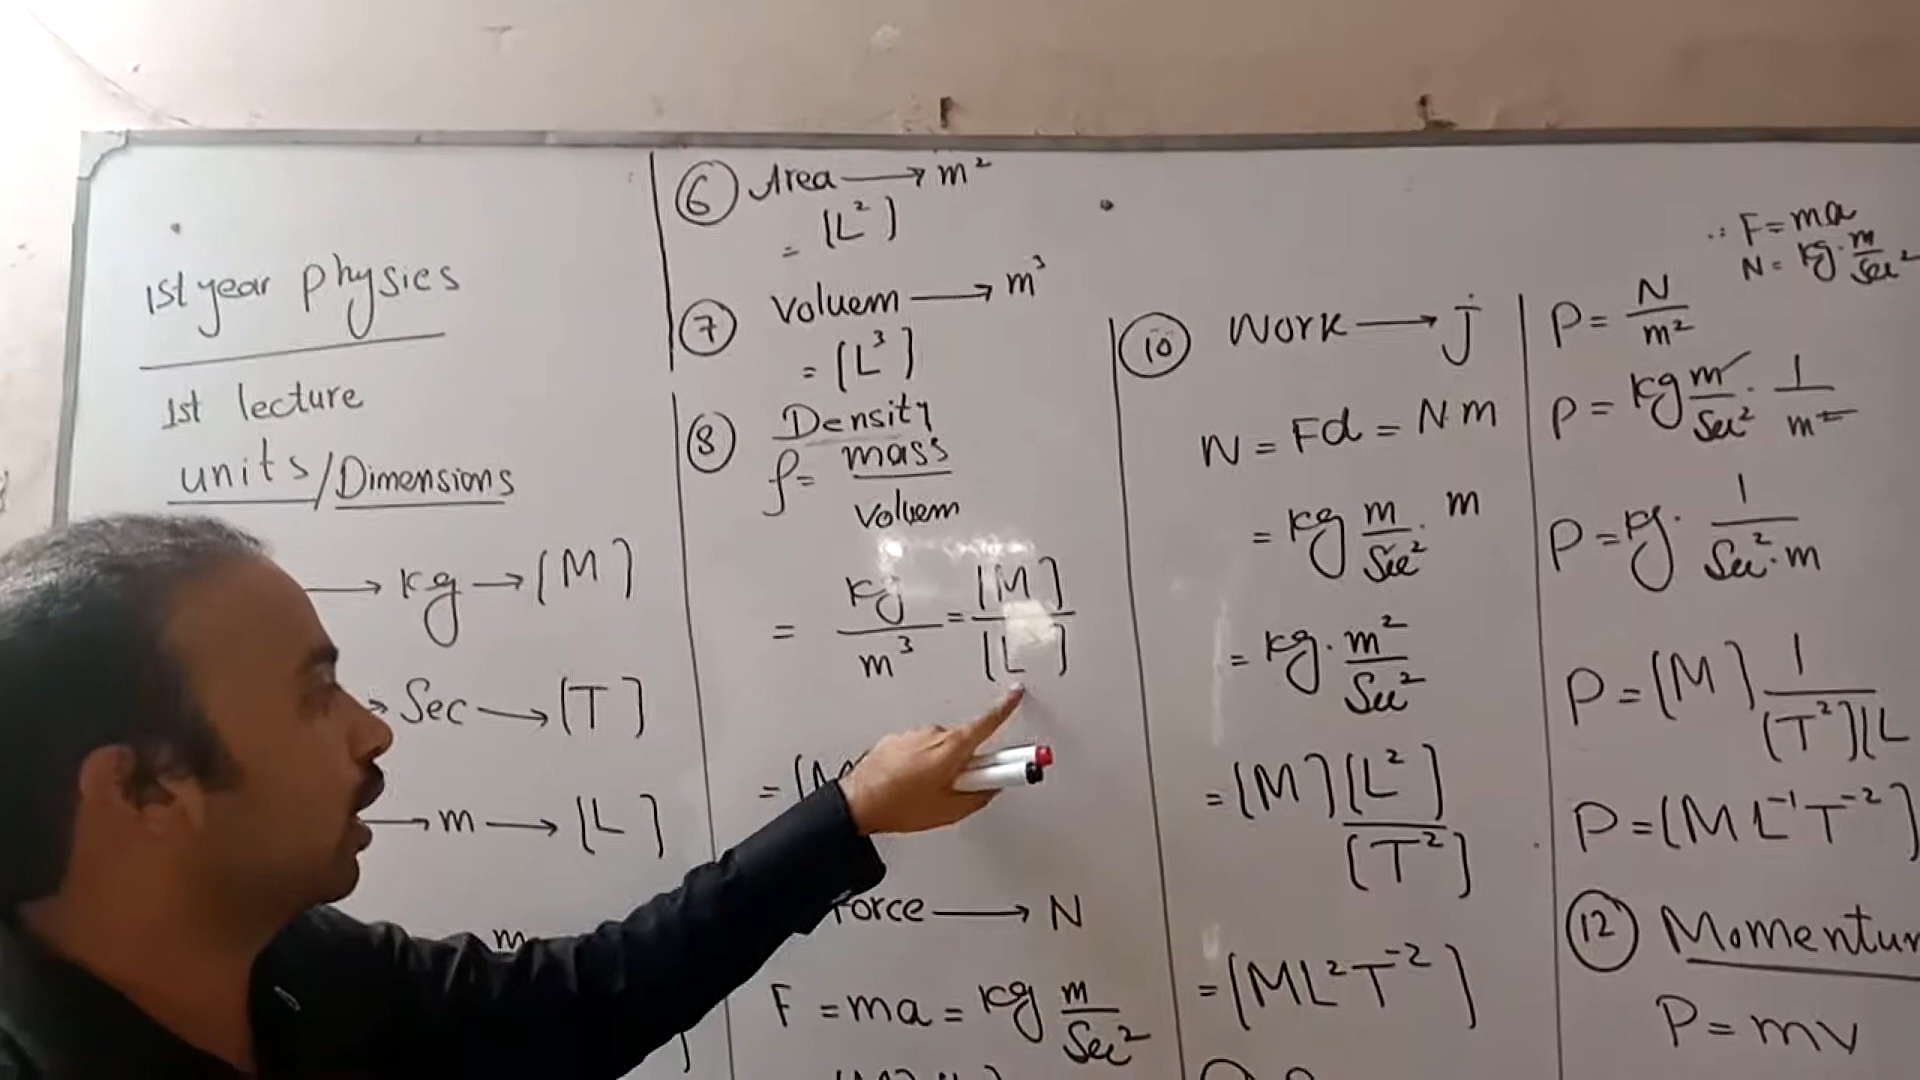 1st year physics
1st lecture
units/Dimensions
→ kg → [M]
→ Sec → [T]
→ m → [L]
m
⑥ Area → m²
= [L²]
⑦ Voluem → m³
= [L³]
⑧ Density
ρ = mass / Voluem
= kg / m³ = [M] / [L ]
= [M
Force → N
F = ma = kg m / Sec²
⑩ Work → j
W = Fd = N·m
= kg m / Sec² · m
= kg · m² / Sec²
= [M] [L²] / [T²]
= [ML²T⁻²]
∴ F = ma
N = kg · m / Sec²
P = N / m²
P = kg m / Sec² · 1 / m²
P = kg · 1 / Sec² · m
P = [M] 1 / [T²][L
P = [ML⁻¹T⁻²]
⑫ Momentum
P = mv